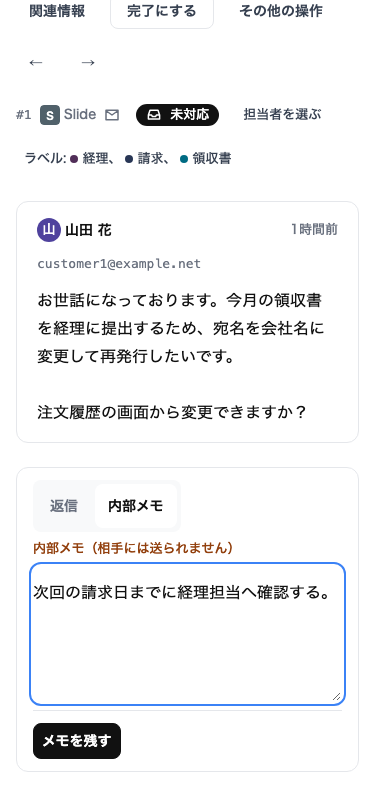 関連情報 完了にする その他の操作
← →
#1 S Slide 未対応 担当者を選ぶ
ラベル: 経理、 請求、 領収書
山 山田 花 1時間前
customer1@example.net
お世話になっております。今月の領収書
を経理に提出するため、宛名を会社名に
変更して再発行したいです。
注文履歴の画面から変更できますか？
返信 内部メモ
内部メモ（相手には送られません）
次回の請求日までに経理担当へ確認する。
メモを残す